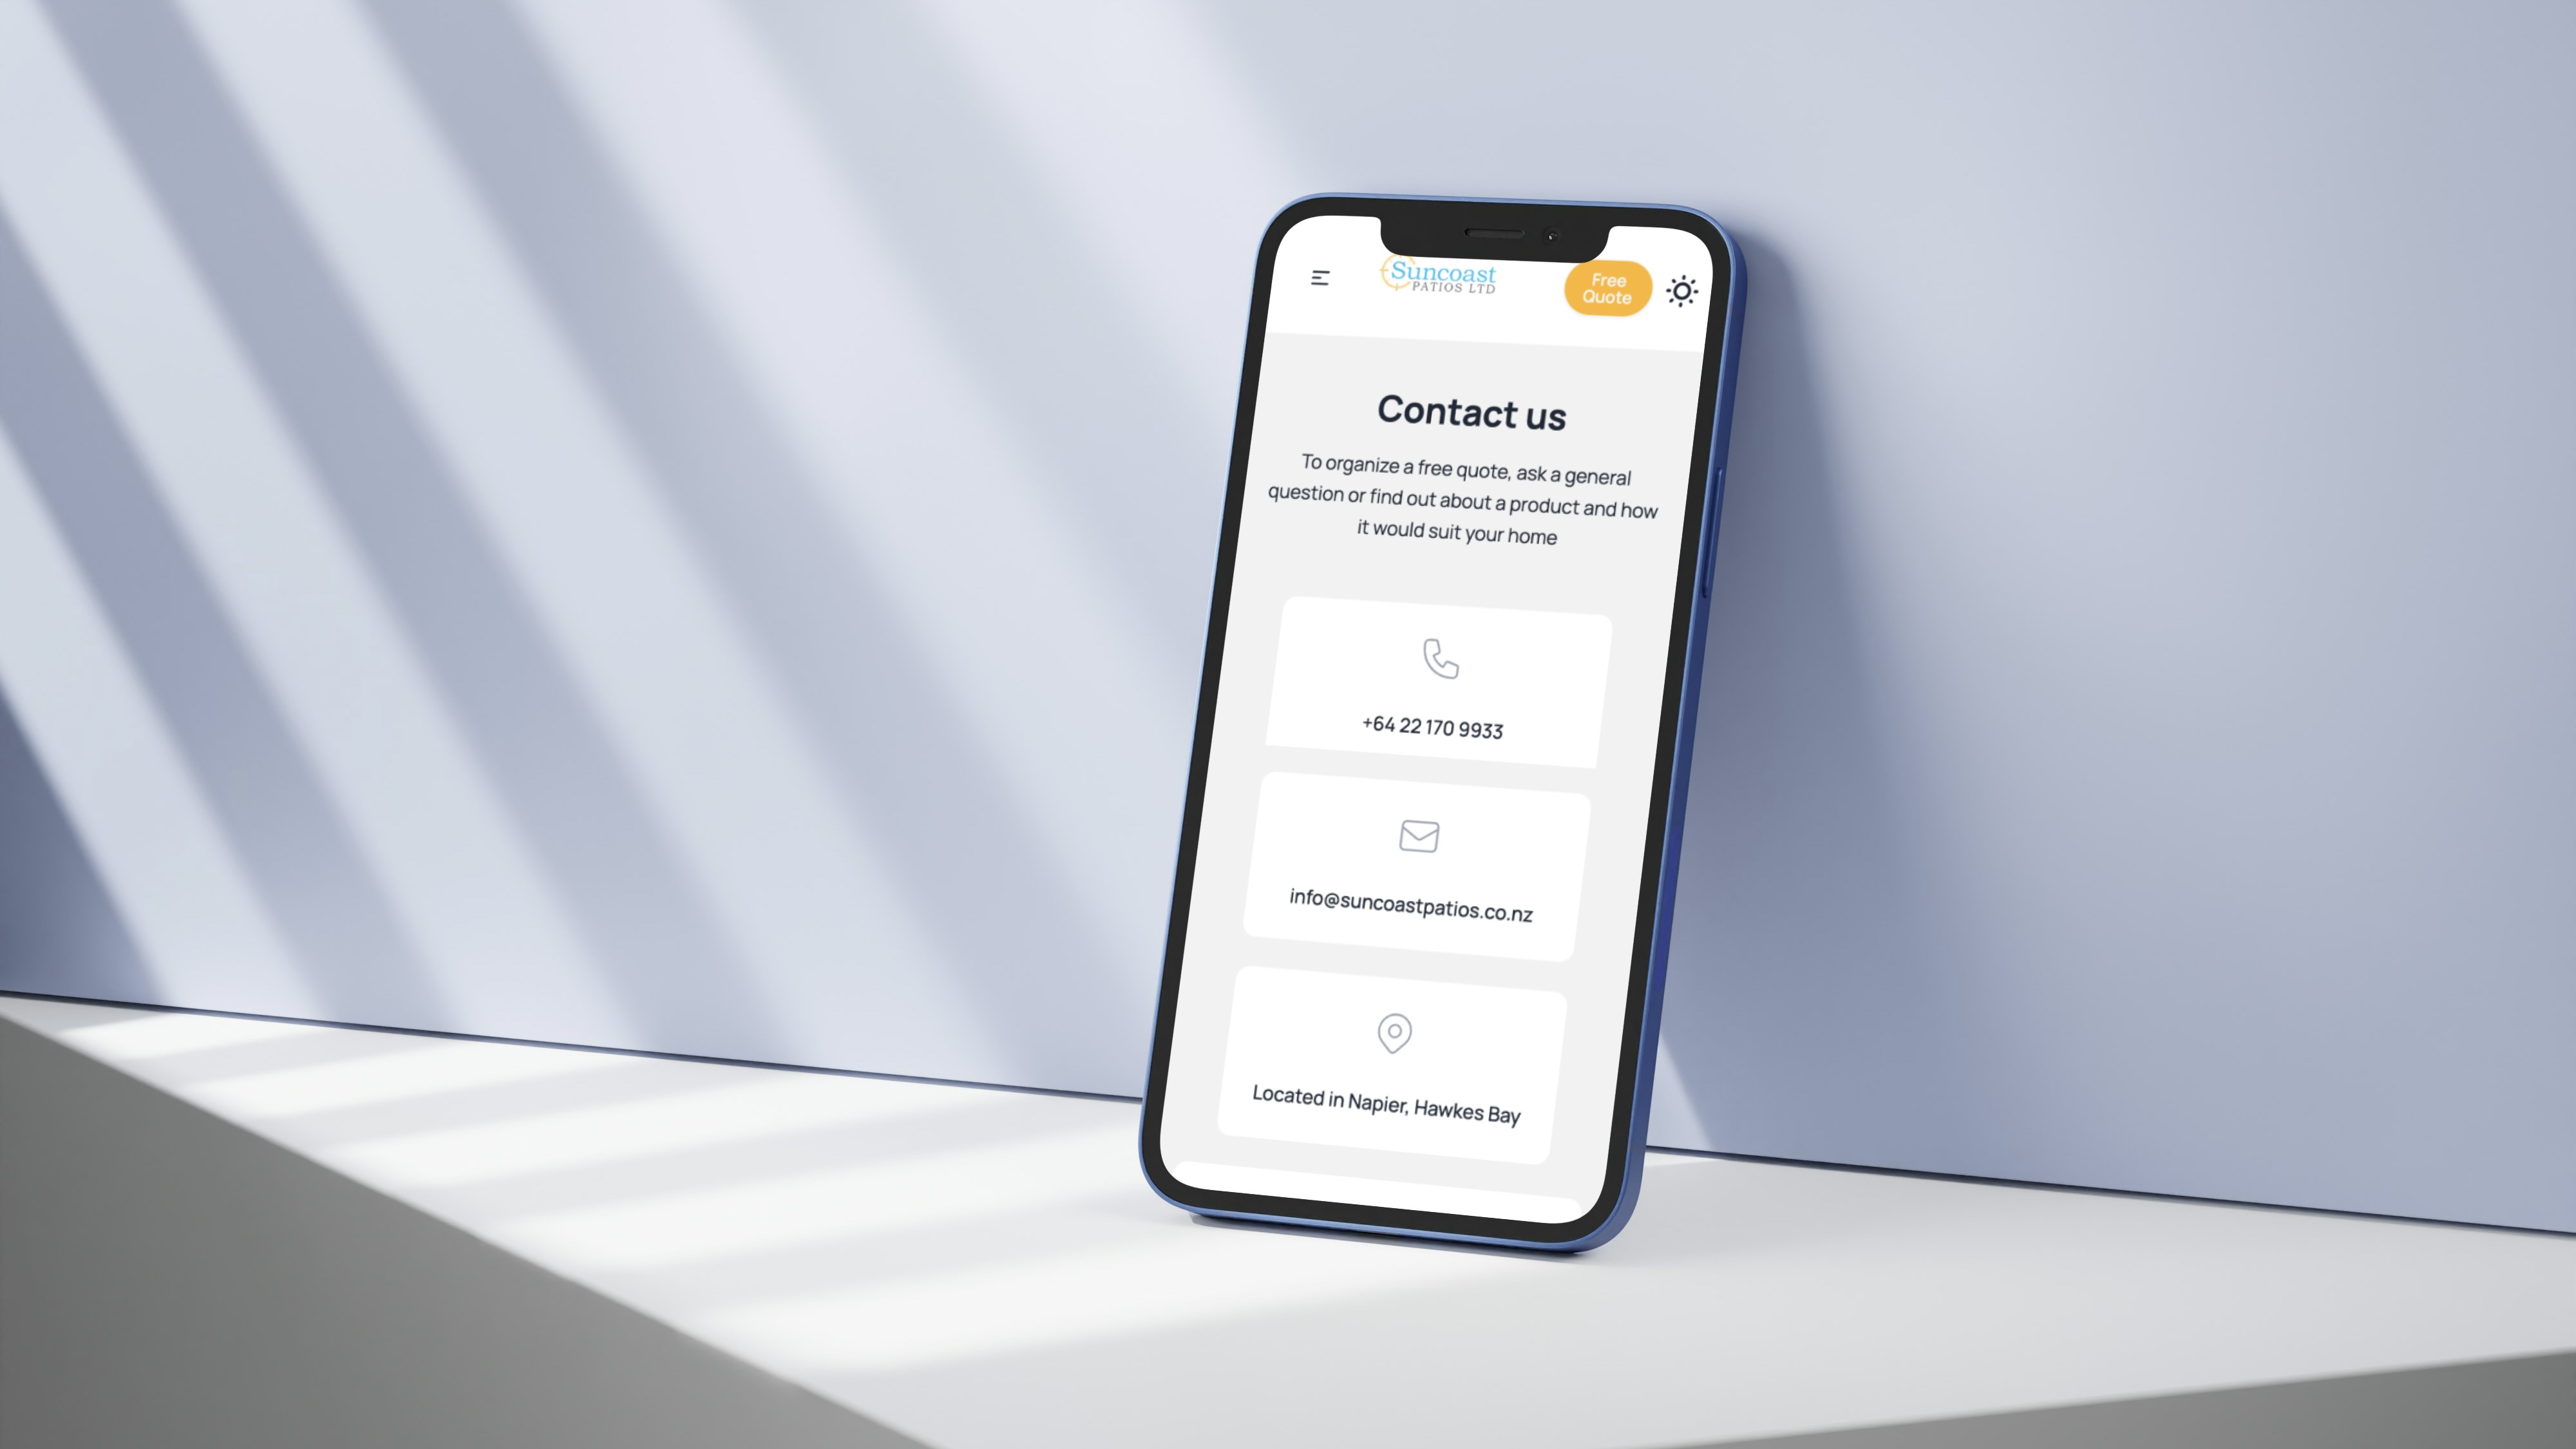 Suncoast
PATIOS LTD
Free
Quote
Contact us
To organize a free quote, ask a general
question or find out about a product and how
it would suit your home
+64 22 170 9933
info@suncoastpatios.co.nz
Located in Napier, Hawkes Bay